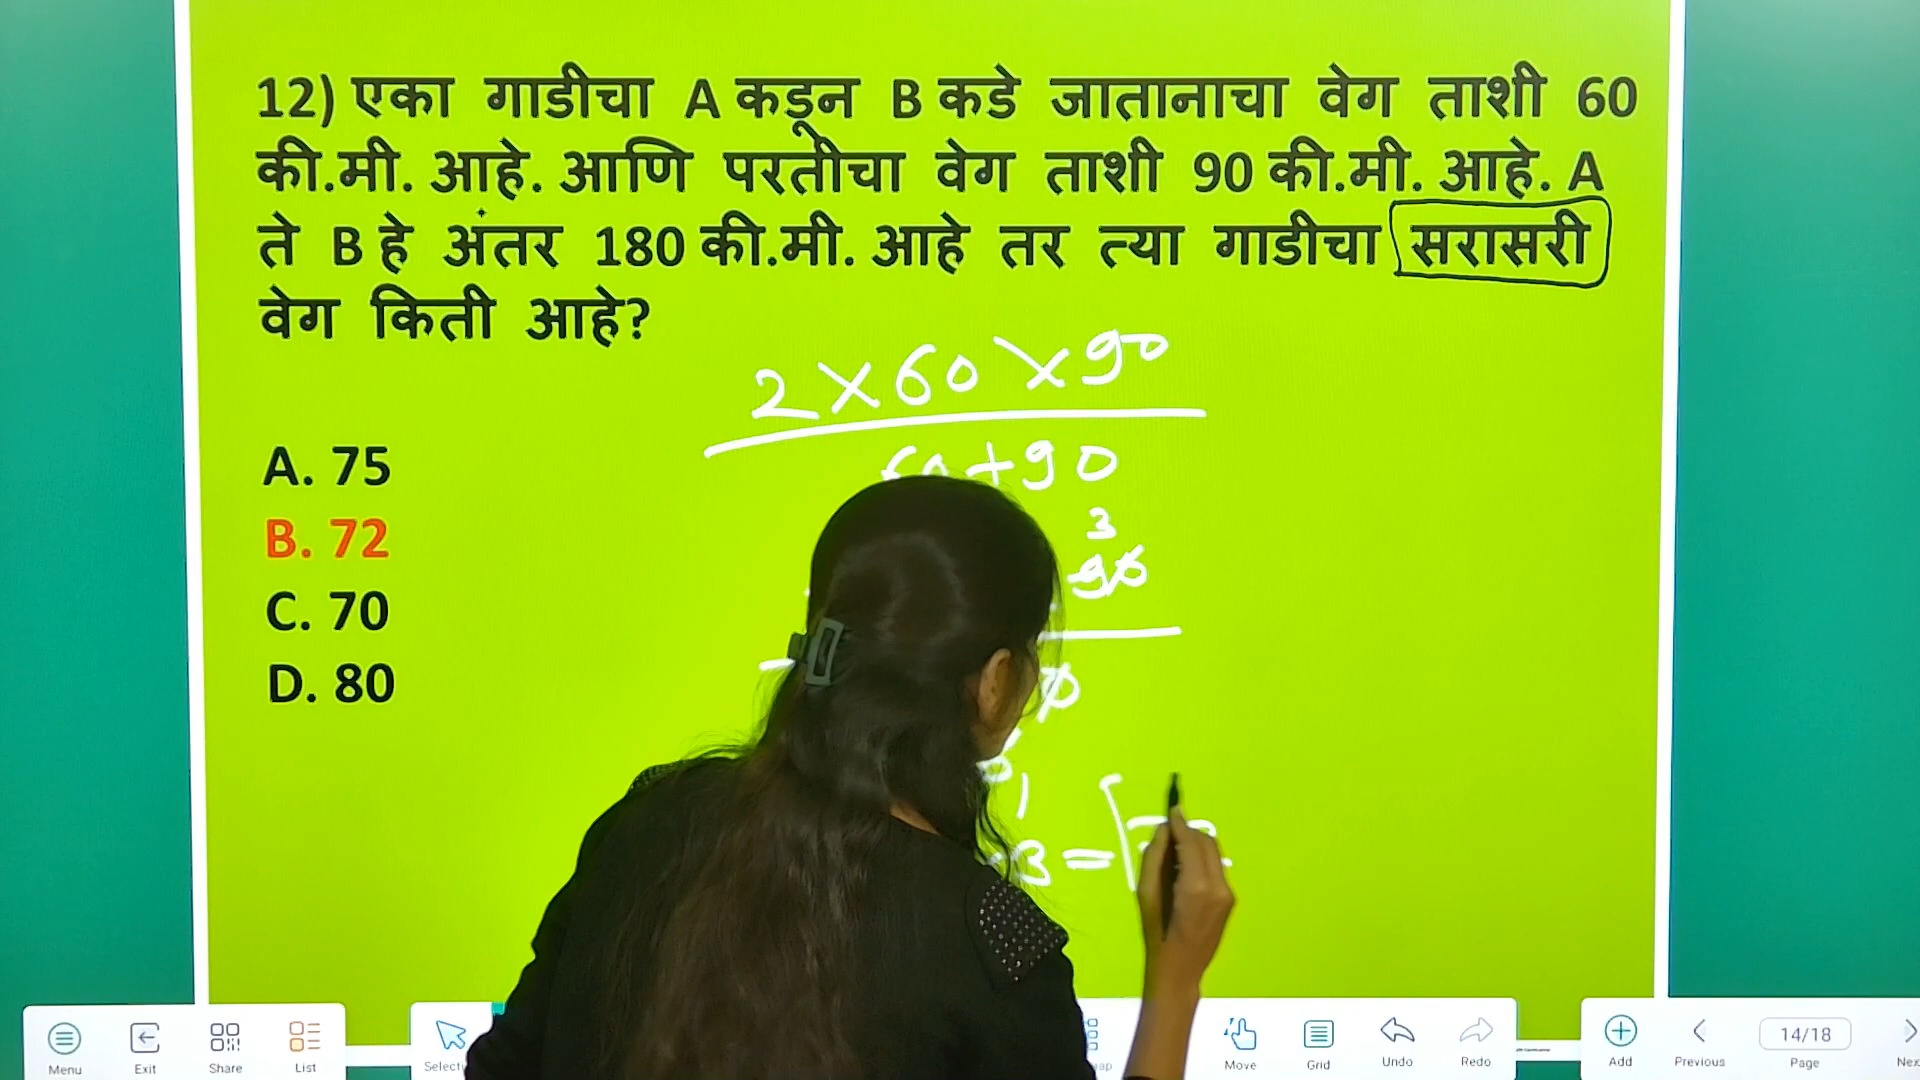 12) एका गाडीचा A कडून B कडे जातानाचा वेग ताशी 60
की.मी. आहे. आणि परतीचा वेग ताशी 90 की.मी. आहे. A
ते B हे अंतर 180 की.मी. आहे तर त्या गाडीचा सरासरी
वेग किती आहे?
2 × 60 × 90
60 + 90
A. 75
B. 72
C. 70
D. 80
3
90
3 =
Menu
Exit
Share
List
Select
Move
Grid
Undo
Redo
Add
Previous
14/18
Page